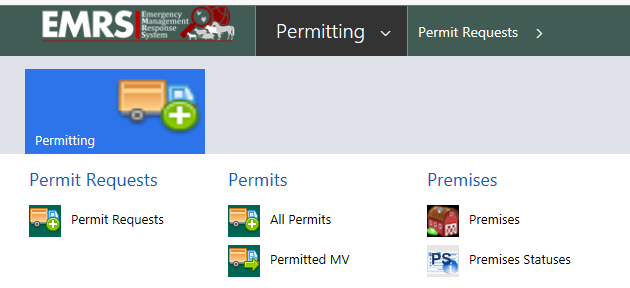 EMRS Emergency Management Response System
Permitting
Permit Requests
Permitting
Permit Requests
Permits
Premises
Permit Requests
All Permits
Premises
Permitted MV
PS
Premises Statuses